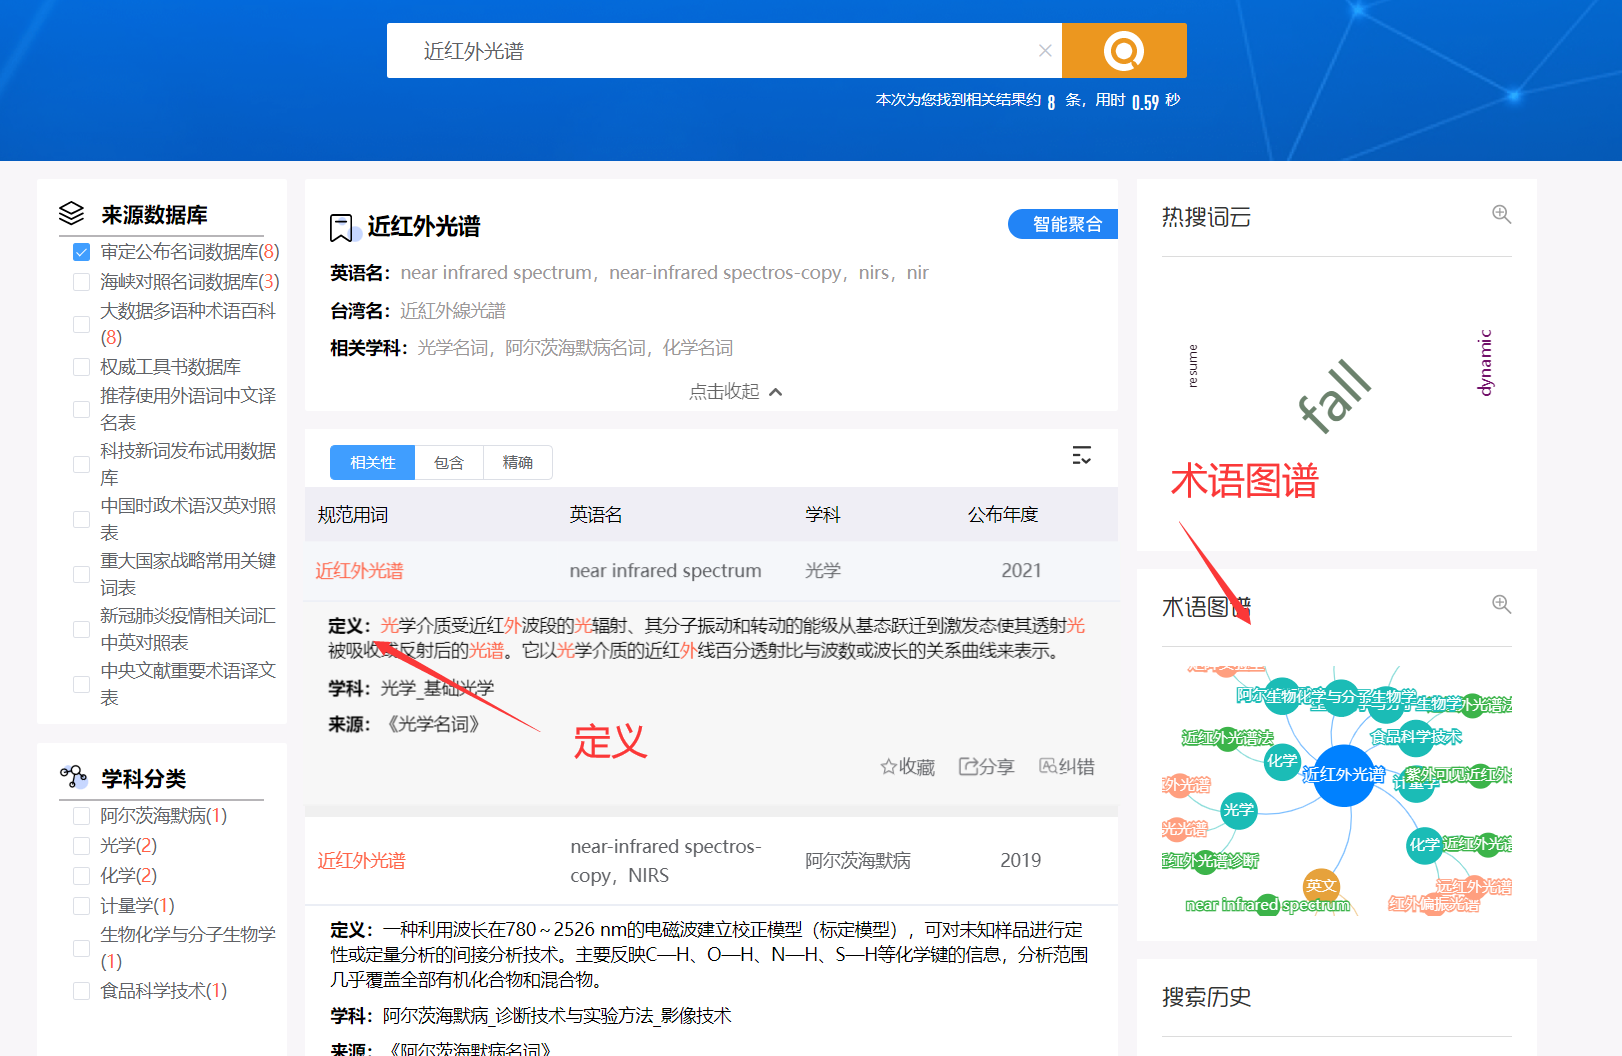 近红外光谱
本次为您找到相关结果约 8 条，用时 0.59 秒
来源数据库
审定公布名词数据库(8)
海峡对照名词数据库(3)
大数据多语种术语百科
(8)
权威工具书数据库
推荐使用外语词中文译
名表
科技新词发布试用数据
库
中国时政术语汉英对照
表
重大国家战略常用关键
词表
新冠肺炎疫情相关词汇
中英对照表
中央文献重要术语译文
表
学科分类
阿尔茨海默病(1)
光学(2)
化学(2)
计量学(1)
生物化学与分子生物学
(1)
食品科学技术(1)
近红外光谱
智能聚合
英语名：near infrared spectrum，near-infrared spectros-copy，nirs，nir
台湾名：近紅外線光譜
相关学科：光学名词，阿尔茨海默病名词，化学名词
点击收起
相关性 包含 精确
规范用词 英语名 学科 公布年度
近红外光谱 near infrared spectrum 光学 2021
定义：光学介质受近红外波段的光辐射、其分子振动和转动的能级从基态跃迁到激发态使其透射光
被吸收或反射后的光谱。它以光学介质的近红外线百分透射比与波数或波长的关系曲线来表示。
学科：光学_基础光学
来源：《光学名词》
定义
收藏 分享 纠错
近红外光谱 near-infrared spectros-
copy，NIRS 阿尔茨海默病 2019
定义：一种利用波长在780～2526 nm的电磁波建立校正模型（标定模型），可对未知样品进行定
性或定量分析的间接分析技术。主要反映C—H、O—H、N—H、S—H等化学键的信息，分析范围
几乎覆盖全部有机化合物和混合物。
学科：阿尔茨海默病_诊断技术与实验方法_影像技术
来源：《阿尔茨海默病名词》
热搜词云
resume
fall
dynamic
术语图谱
术语图谱
生物化学与分子生物学
近红外光谱法
食品科学技术
化学
近红外光谱
紫外可见近红外
计量学
光学
化学
近红外光谱诊断
英文
远红外光谱
near infrared spectrum
红外偏振光谱
搜索历史